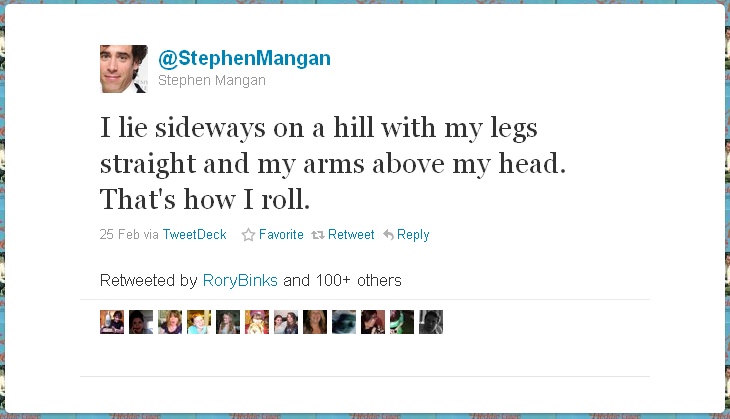 @StephenMangan
Stephen Mangan
I lie sideways on a hill with my legs
straight and my arms above my head.
That's how I roll.
25 Feb via TweetDeck Favorite Retweet Reply
Retweeted by RoryBinks and 100+ others